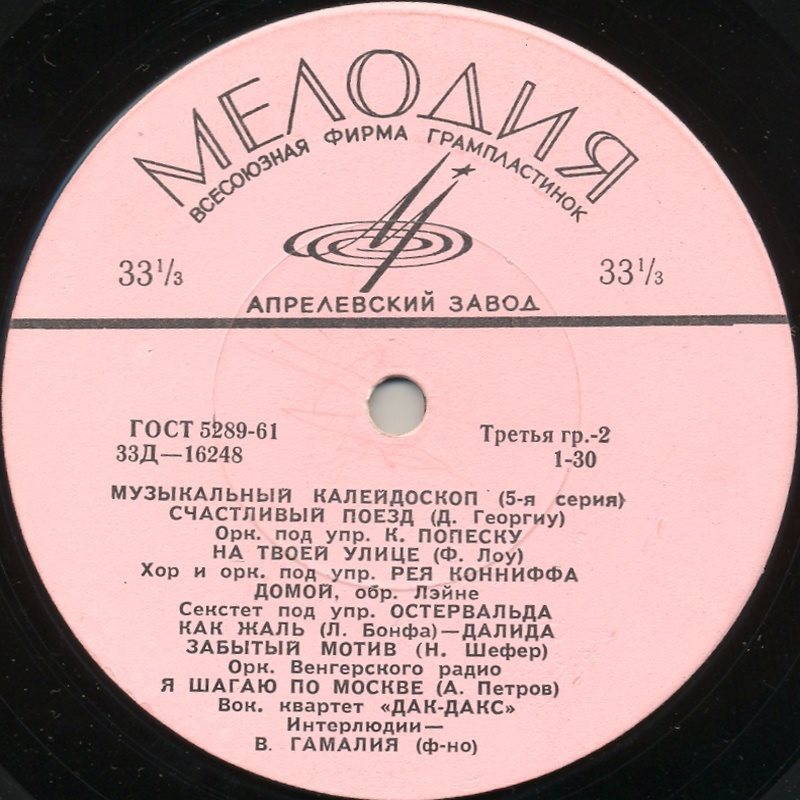 МЕЛОДИЯ
ВСЕСОЮЗНАЯ ФИРМА ГРАМПЛАСТИНОК
33⅓ 33⅓
АПРЕЛЕВСКИЙ ЗАВОД
ГОСТ 5289-61 Третья гр.-2
33Д—16248 1-30
МУЗЫКАЛЬНЫЙ КАЛЕЙДОСКОП (5-я серия)
СЧАСТЛИВЫЙ ПОЕЗД (Д. Георгиу)
Орк. под упр. К. ПОПЕСКУ
НА ТВОЕЙ УЛИЦЕ (Ф. Лоу)
Хор и орк. под упр. РЕЯ КОННИФФА
ДОМОЙ, обр. Лэйне
Секстет под упр. ОСТЕРВАЛЬДА
КАК ЖАЛЬ (Л. Бонфа)—ДАЛИДА
ЗАБЫТЫЙ МОТИВ (Н. Шефер)
Орк. Венгерского радио
Я ШАГАЮ ПО МОСКВЕ (А. Петров)
Вок. квартет «ДАК-ДАКС»
Интерлюдии—
В. ГАМАЛИЯ (ф-но)